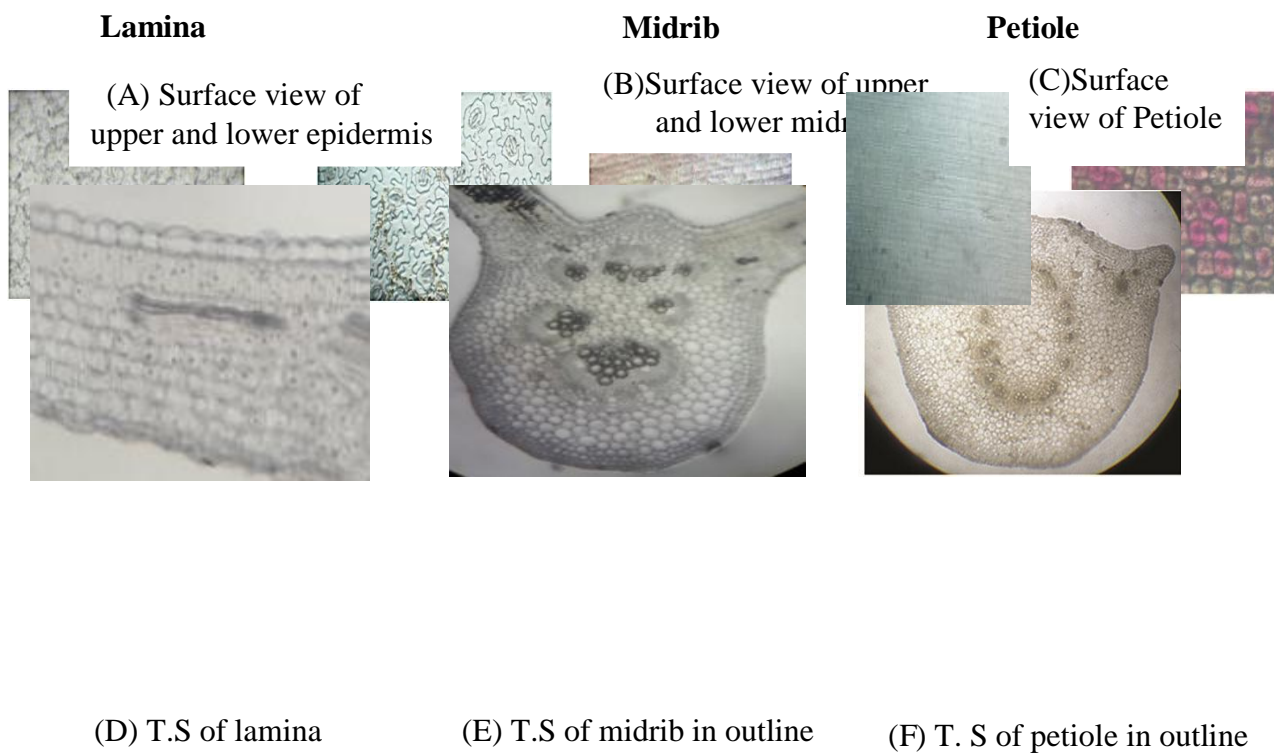 Lamina
Midrib
Petiole
(A) Surface view of
upper and lower epidermis
(B)Surface view of upper
and lower
(C)Surface
view of Petiole
(D) T.S of lamina
(E) T.S of midrib in outline
(F) T. S of petiole in outline